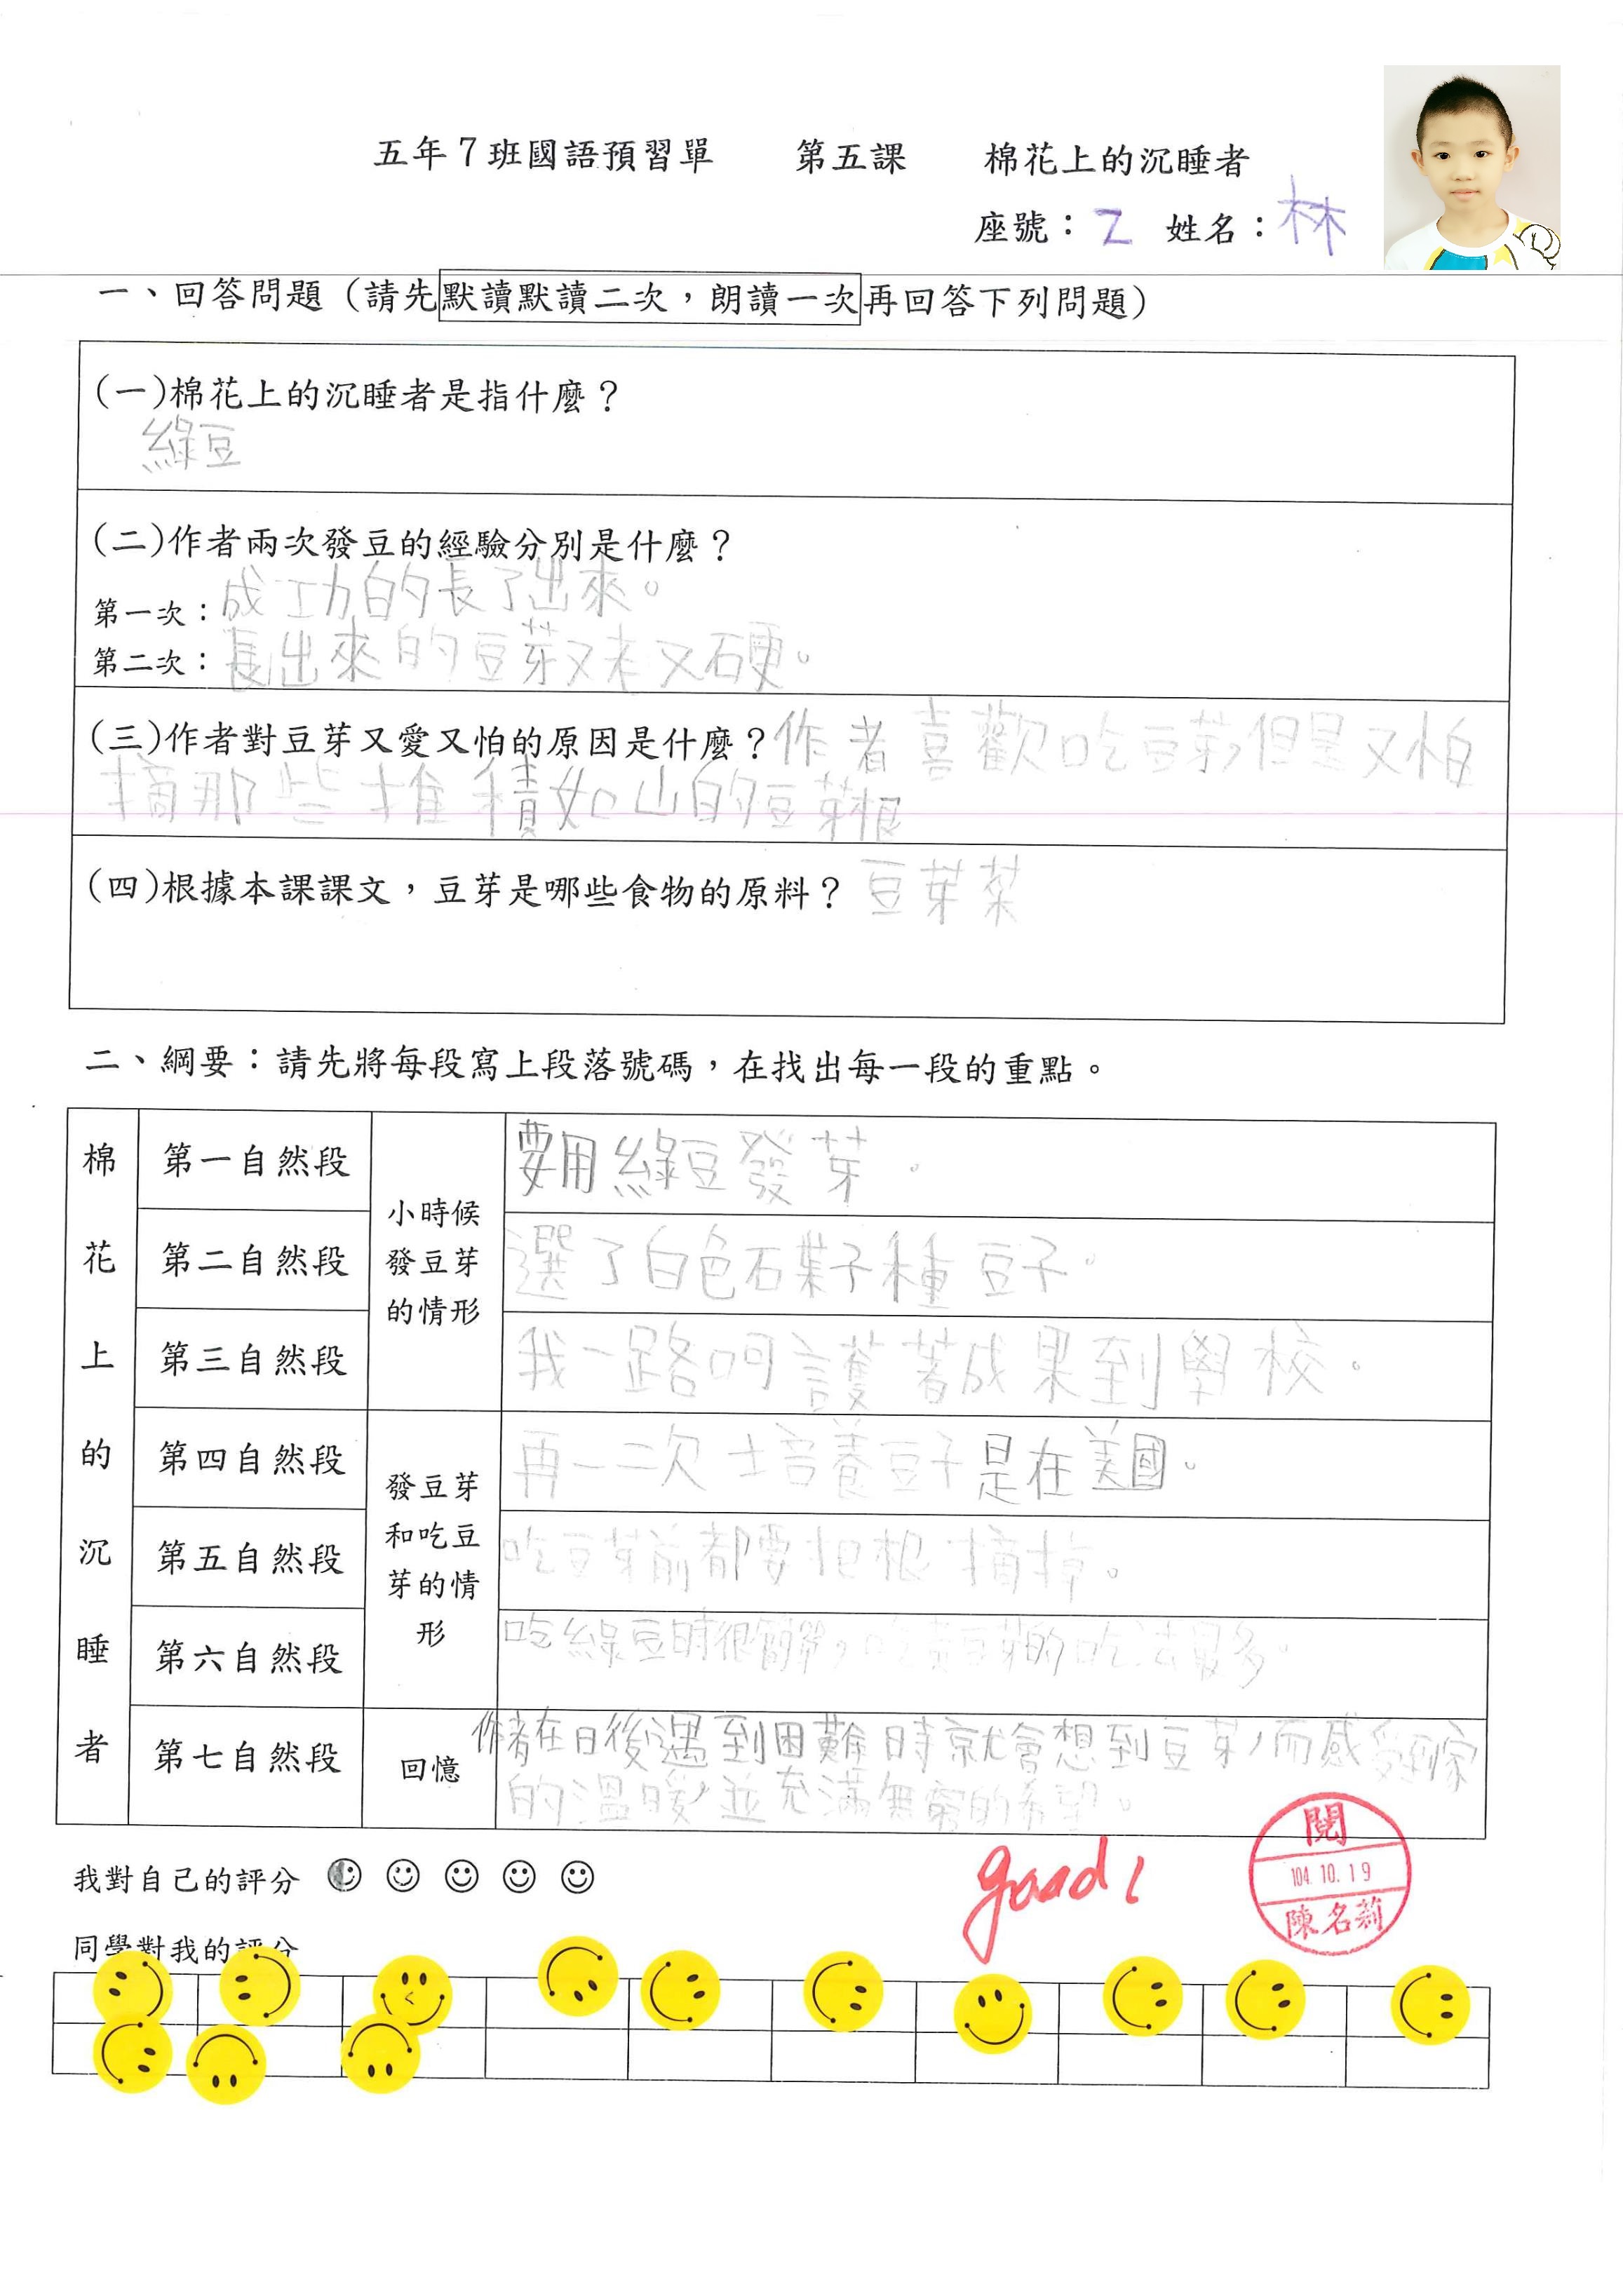 五年7班國語預習單 第五課 棉花上的沉睡者
座號：2 姓名：林
一、回答問題（請先默讀默讀二次，朗讀一次再回答下列問題）
(一)棉花上的沉睡者是指什麼？
綠豆
(二)作者兩次發豆的經驗分別是什麼？
第一次：成功的長了出來。
第二次：長出來的豆芽又老又硬。
(三)作者對豆芽又愛又怕的原因是什麼？作者喜歡吃豆芽，但是又怕
摘那些堆積如山的豆芽根
(四)根據本課課文，豆芽是哪些食物的原料？豆芽菜
二、綱要：請先將每段寫上段落號碼，在找出每一段的重點。
棉花上的沉睡者
小時候發豆芽的情形
第一自然段 要用綠豆發芽。
第二自然段 選了白色石葉子種豆子。
第三自然段 我一路呵護著成果到學校。
發豆芽和吃豆芽的情形
第四自然段 再一二次培養豆子是在美國。
第五自然段 吃豆芽前都要把根摘掉。
第六自然段 吃綠豆時很簡單，黃豆芽的吃法最多。
第七自然段 回憶 作者在日後遇到困難時就會想到豆芽，而感受到家
的溫暖，並充滿無窮的希望。
我對自己的評分
good!
閱
104.10.19
陳名莉
同學對我的評分